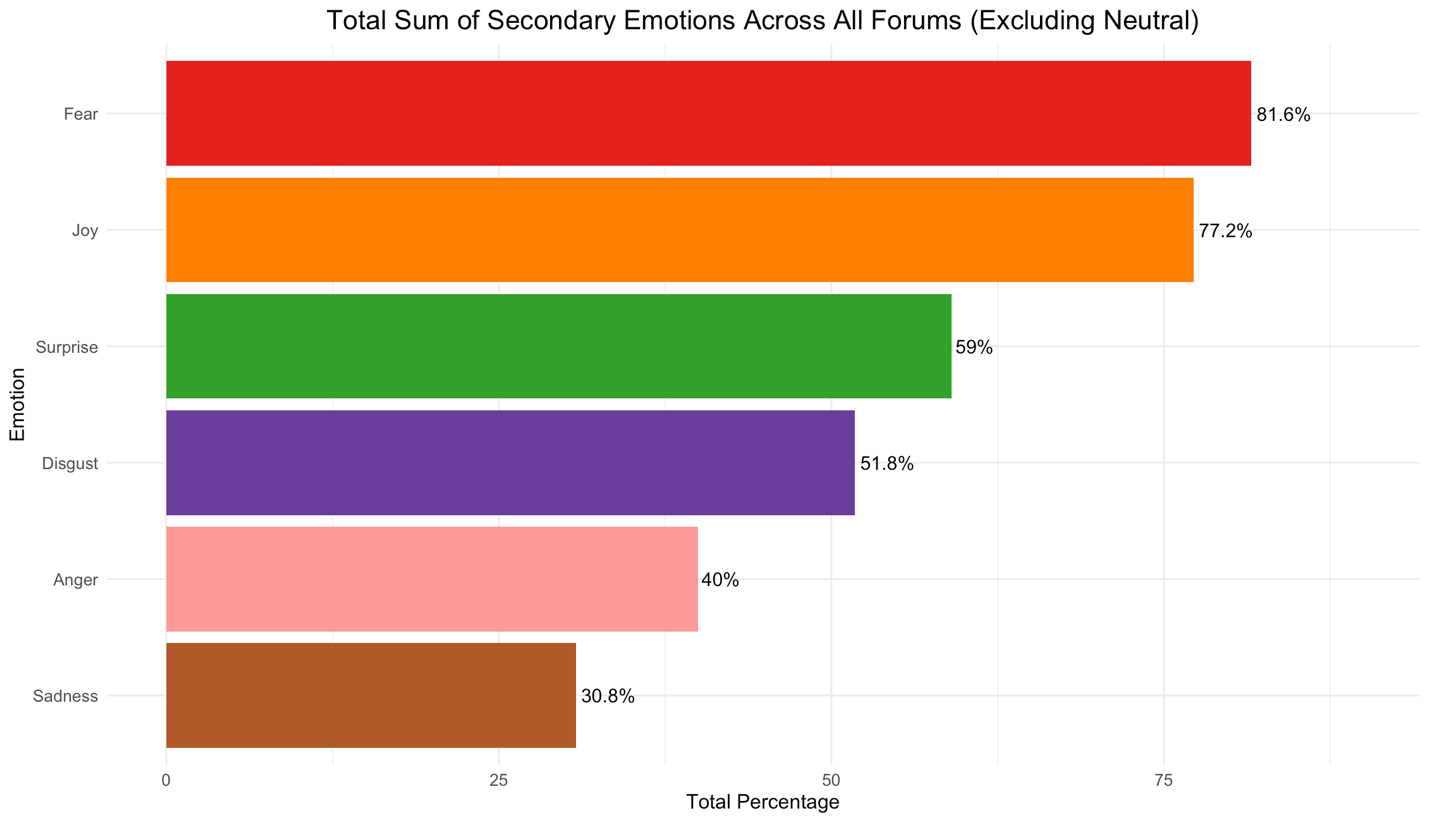 Total Sum of Secondary Emotions Across All Forums (Excluding Neutral)
Emotion
Fear
81.6%
Joy
77.2%
Surprise
59%
Disgust
51.8%
Anger
40%
Sadness
30.8%
0
25
50
75
Total Percentage